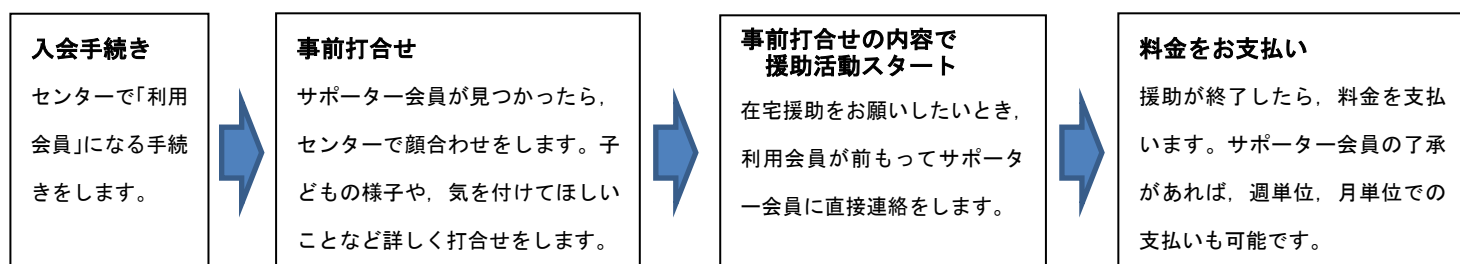 入会手続き
センターで「利用
会員」になる手続
きをします。
事前打合せ
サポーター会員が見つかったら,
センターで顔合わせをします。子
どもの様子や，気を付けてほしい
ことなど詳しく打合せをします。
事前打合せの内容で
援助活動スタート
在宅援助をお願いしたいとき,
利用会員が前もってサポータ
ー会員に直接連絡をします。
料金をお支払い
援助が終了したら，料金を支払
います。サポーター会員の了承
があれば，週単位，月単位での
支払いも可能です。